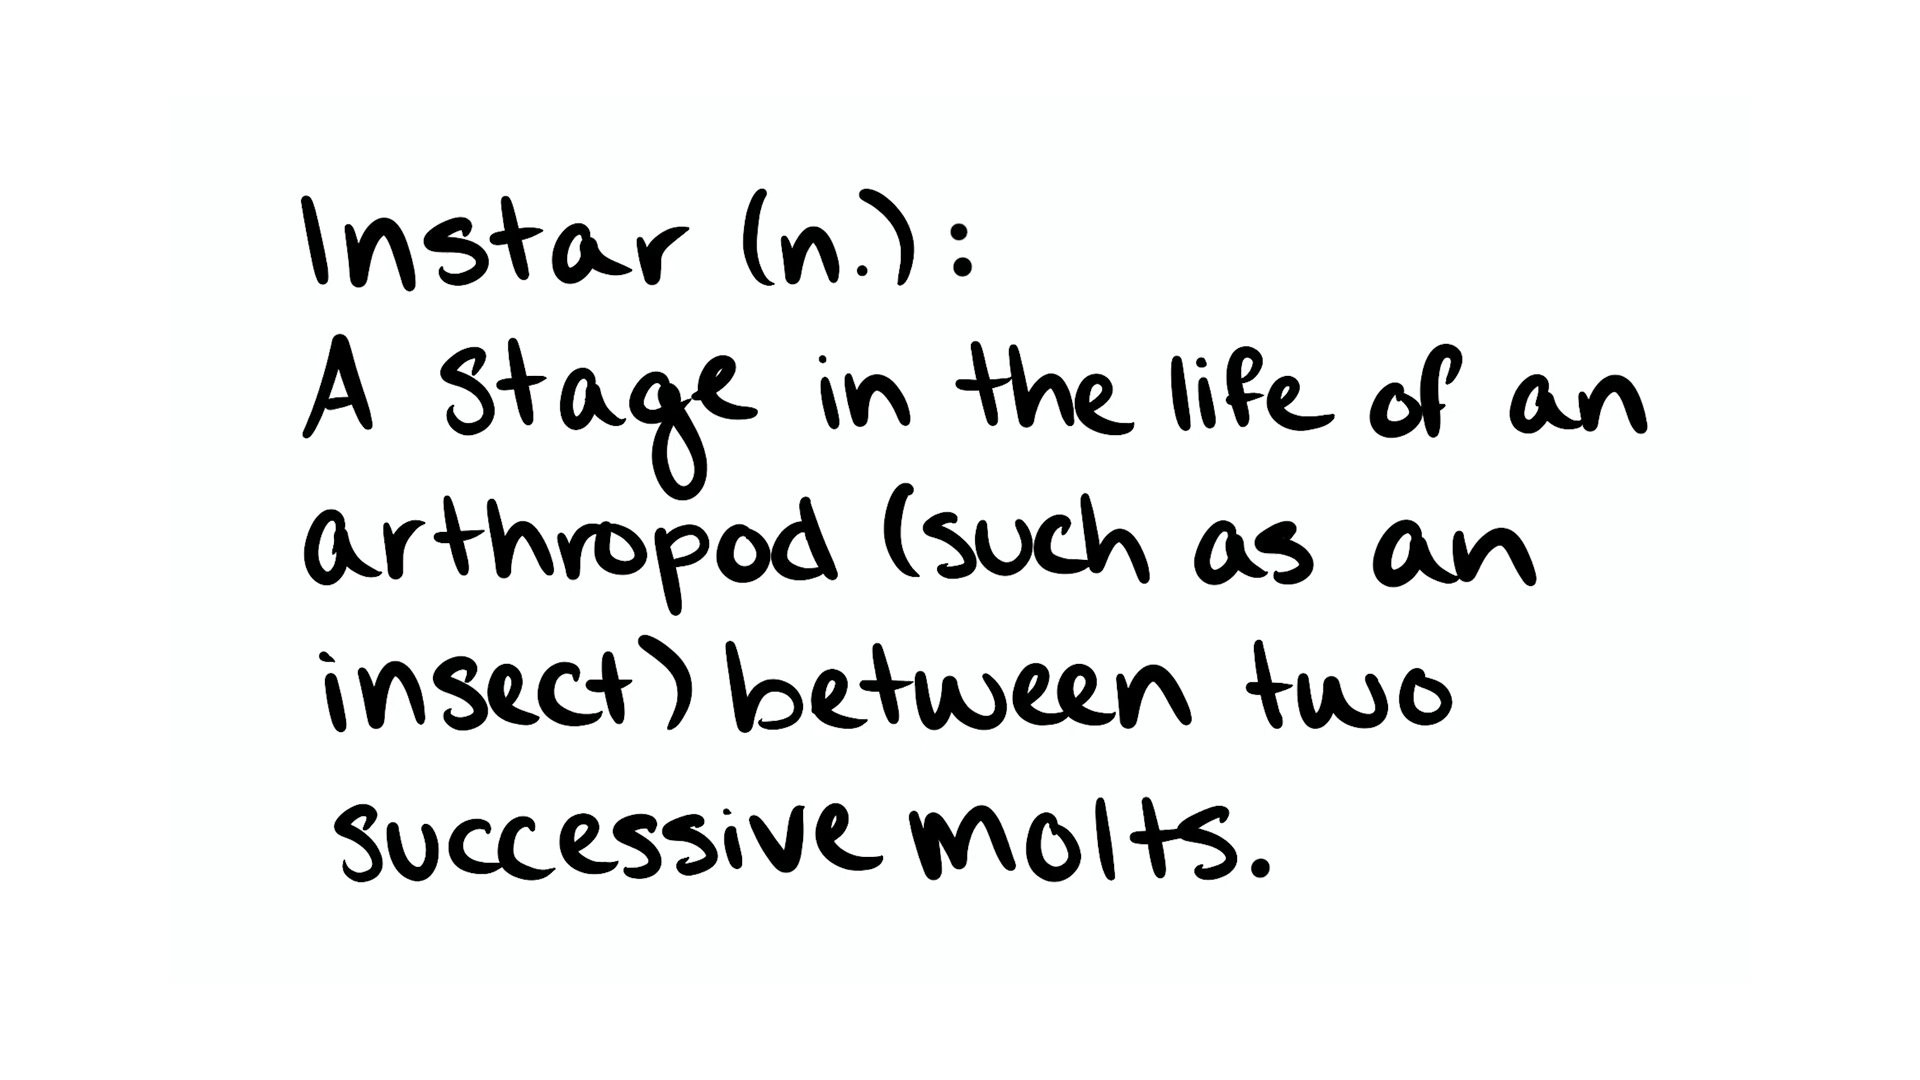 Instar (n.):
A stage in the life of an
arthropod (such as an
insect) between two
successive molts.